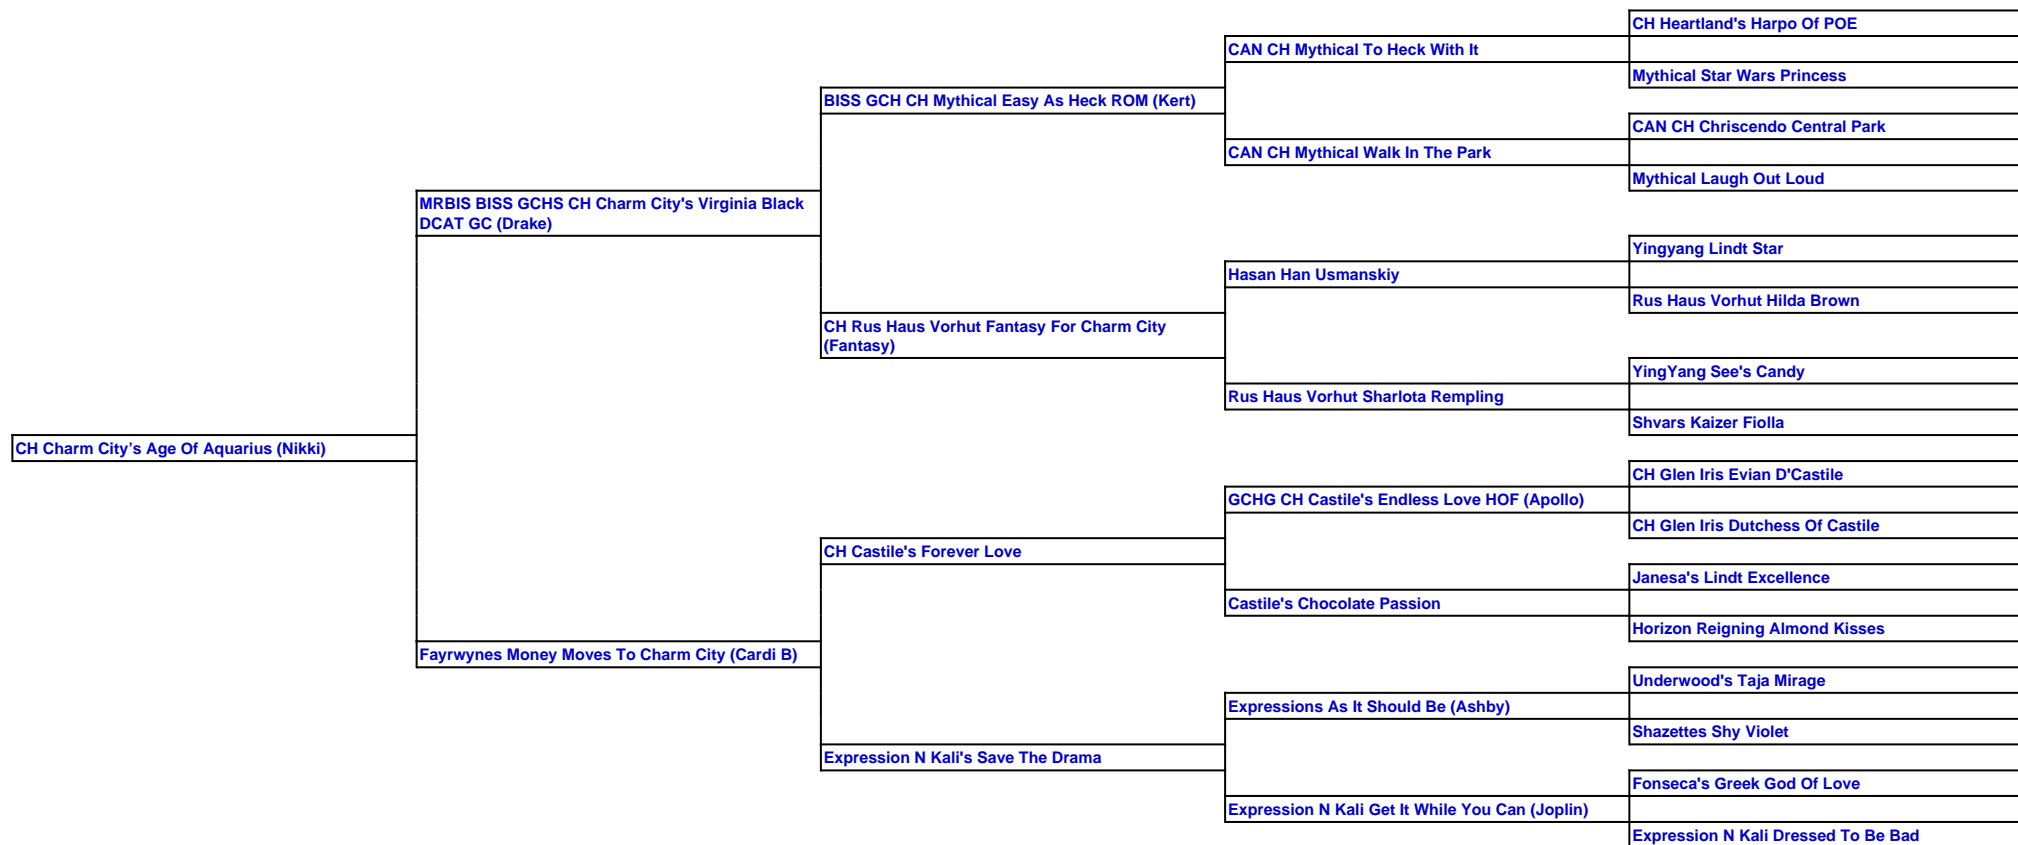 CH Heartland's Harpo Of POE
CAN CH Mythical To Heck With It
Mythical Star Wars Princess
BISS GCH CH Mythical Easy As Heck ROM (Kert)
CAN CH Chriscendo Central Park
CAN CH Mythical Walk In The Park
Mythical Laugh Out Loud
MRBIS BISS GCHS CH Charm City's Virginia Black
DCAT GC (Drake)
Yingyang Lindt Star
Hasan Han Usmanskiy
Rus Haus Vorhut Hilda Brown
CH Rus Haus Vorhut Fantasy For Charm City
(Fantasy)
YingYang See's Candy
Rus Haus Vorhut Sharlota Rempling
Shvars Kaizer Fiolla
CH Charm City’s Age Of Aquarius (Nikki)
CH Glen Iris Evian D'Castile
GCHG CH Castile's Endless Love HOF (Apollo)
CH Glen Iris Dutchess Of Castile
CH Castile's Forever Love
Janesa's Lindt Excellence
Castile's Chocolate Passion
Horizon Reigning Almond Kisses
Fayrwynes Money Moves To Charm City (Cardi B)
Underwood's Taja Mirage
Expressions As It Should Be (Ashby)
Shazettes Shy Violet
Expression N Kali's Save The Drama
Fonseca's Greek God Of Love
Expression N Kali Get It While You Can (Joplin)
Expression N Kali Dressed To Be Bad